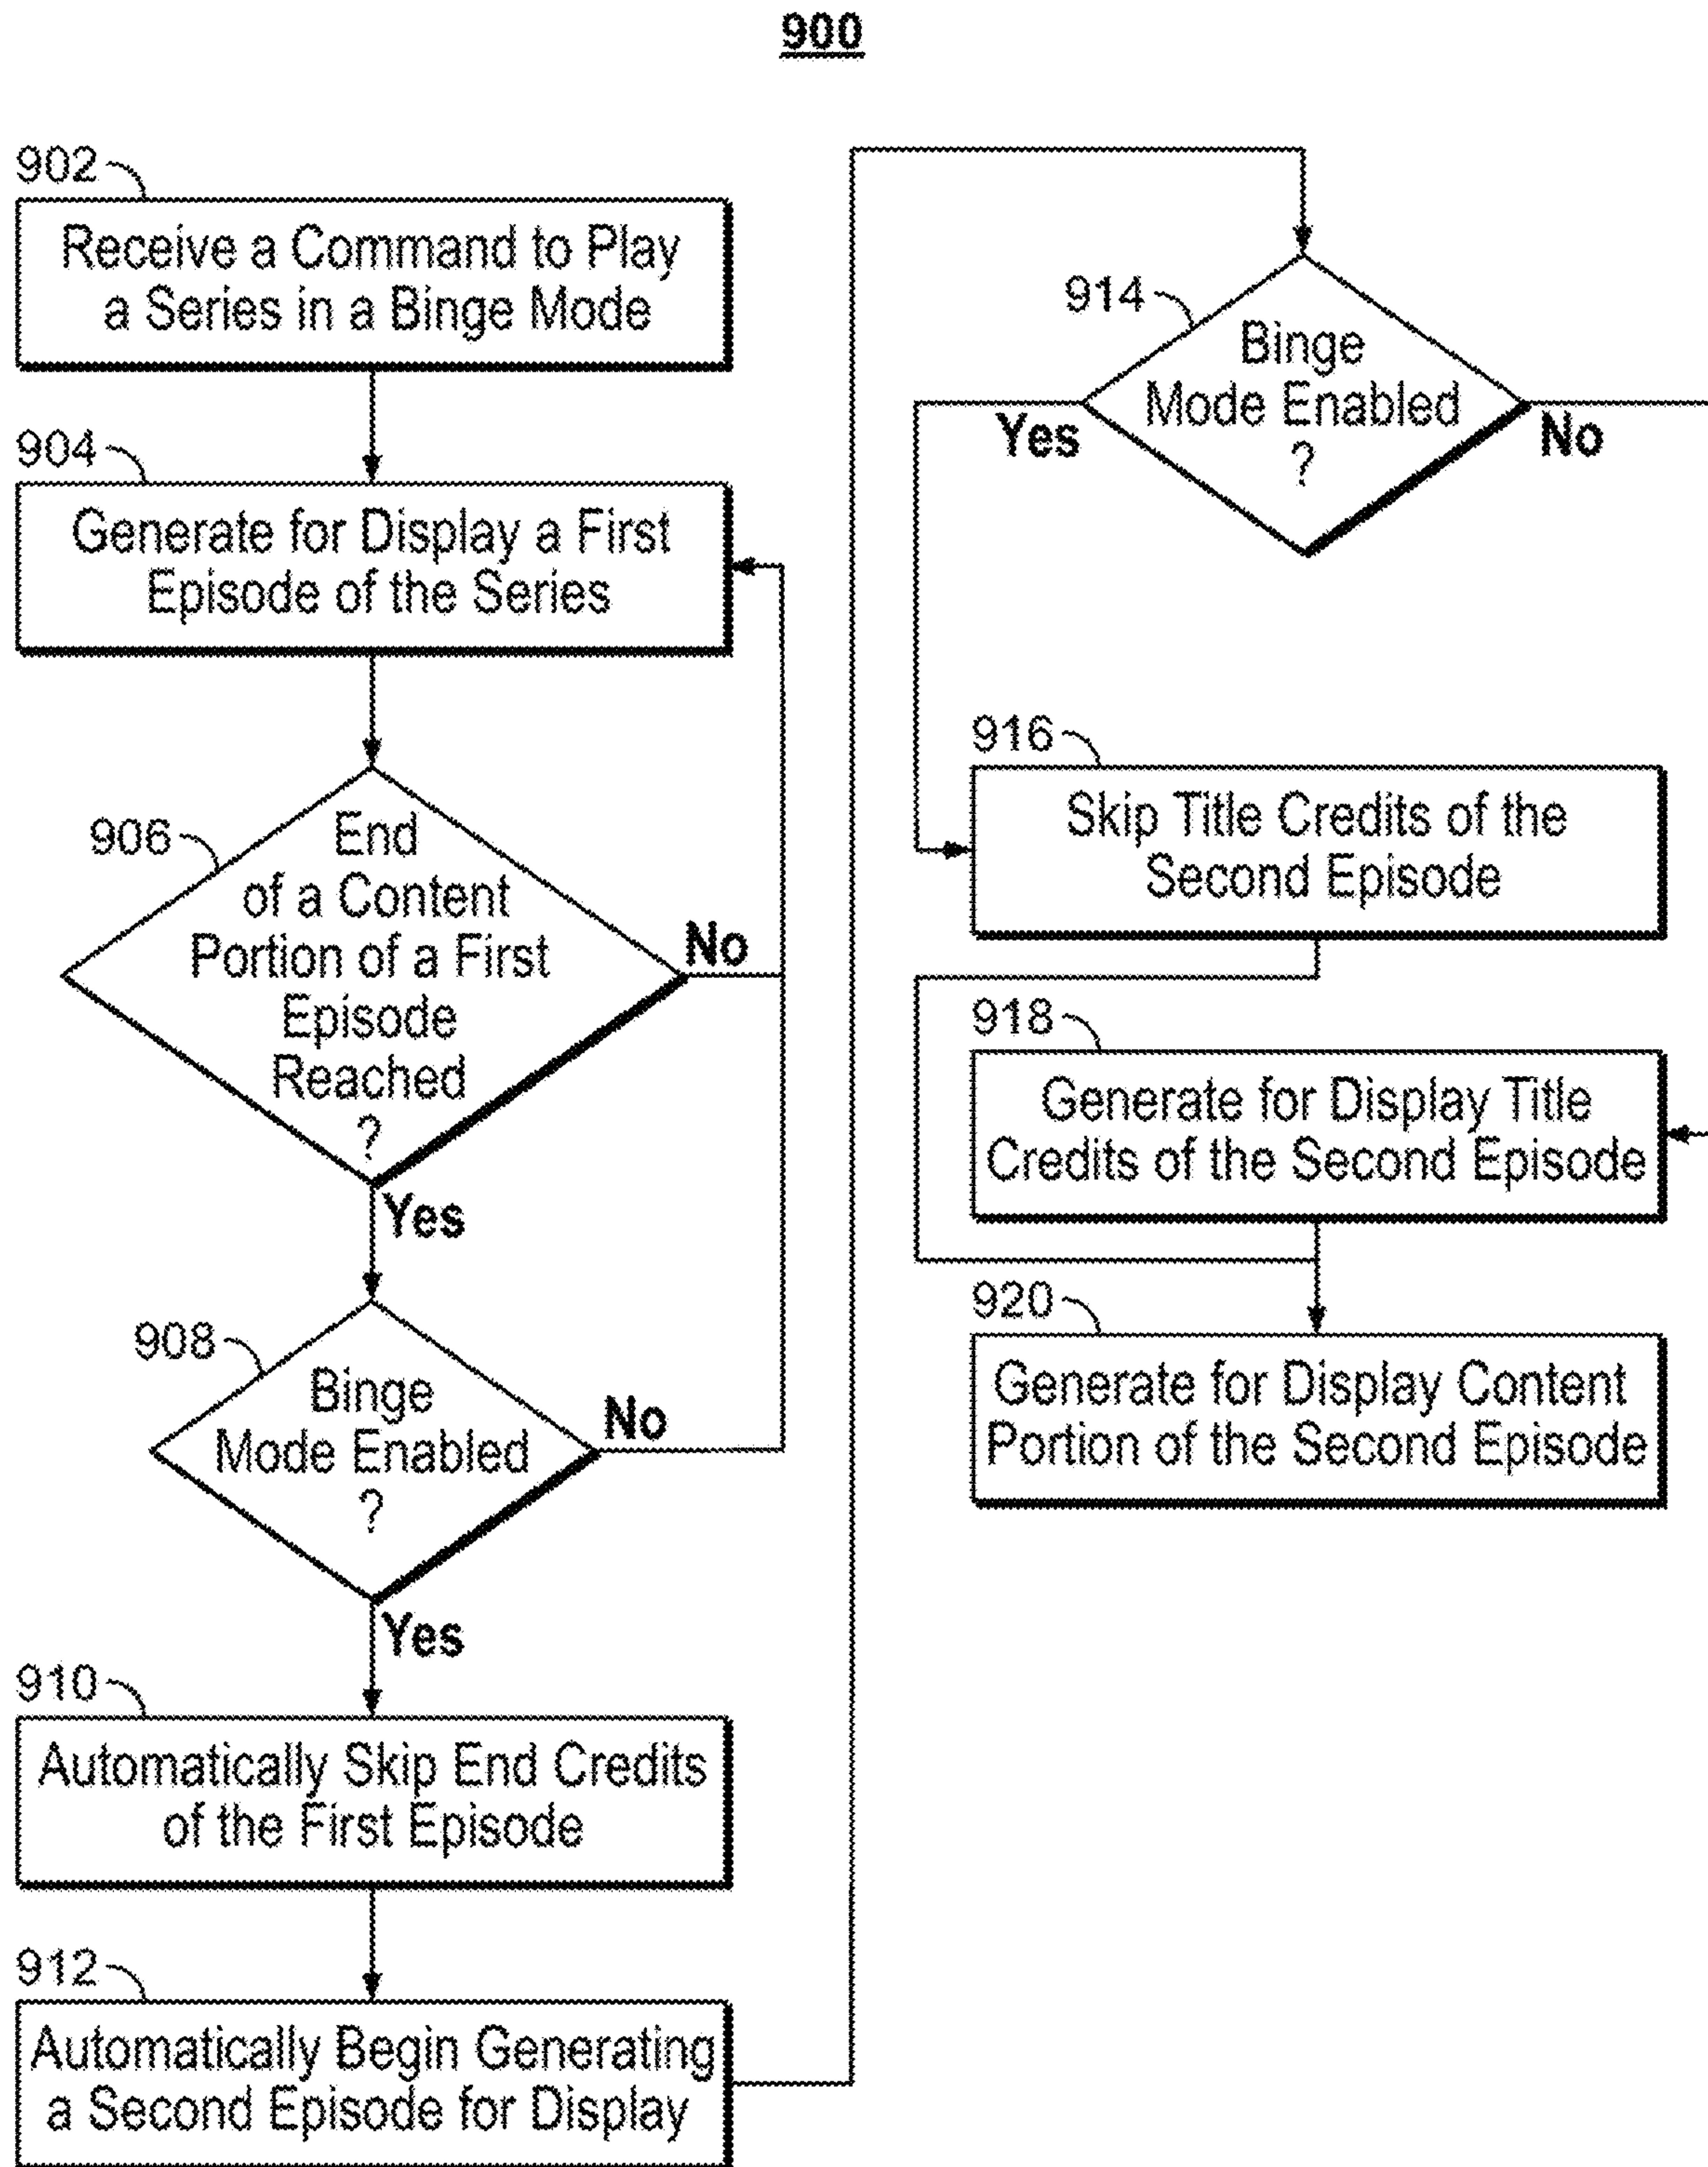 900
902
Receive a Command to Play
a Series in a Binge Mode
904
Generate for Display a First
Episode of the Series
906
End
of a Content
Portion of a First
Episode
Reached
?
No
Yes
908
Binge
Mode Enabled
?
No
Yes
910
Automatically Skip End Credits
of the First Episode
912
Automatically Begin Generating
a Second Episode for Display
914
Binge
Mode Enabled
?
Yes
No
916
Skip Title Credits of the
Second Episode
918
Generate for Display Title
Credits of the Second Episode
920
Generate for Display Content
Portion of the Second Episode